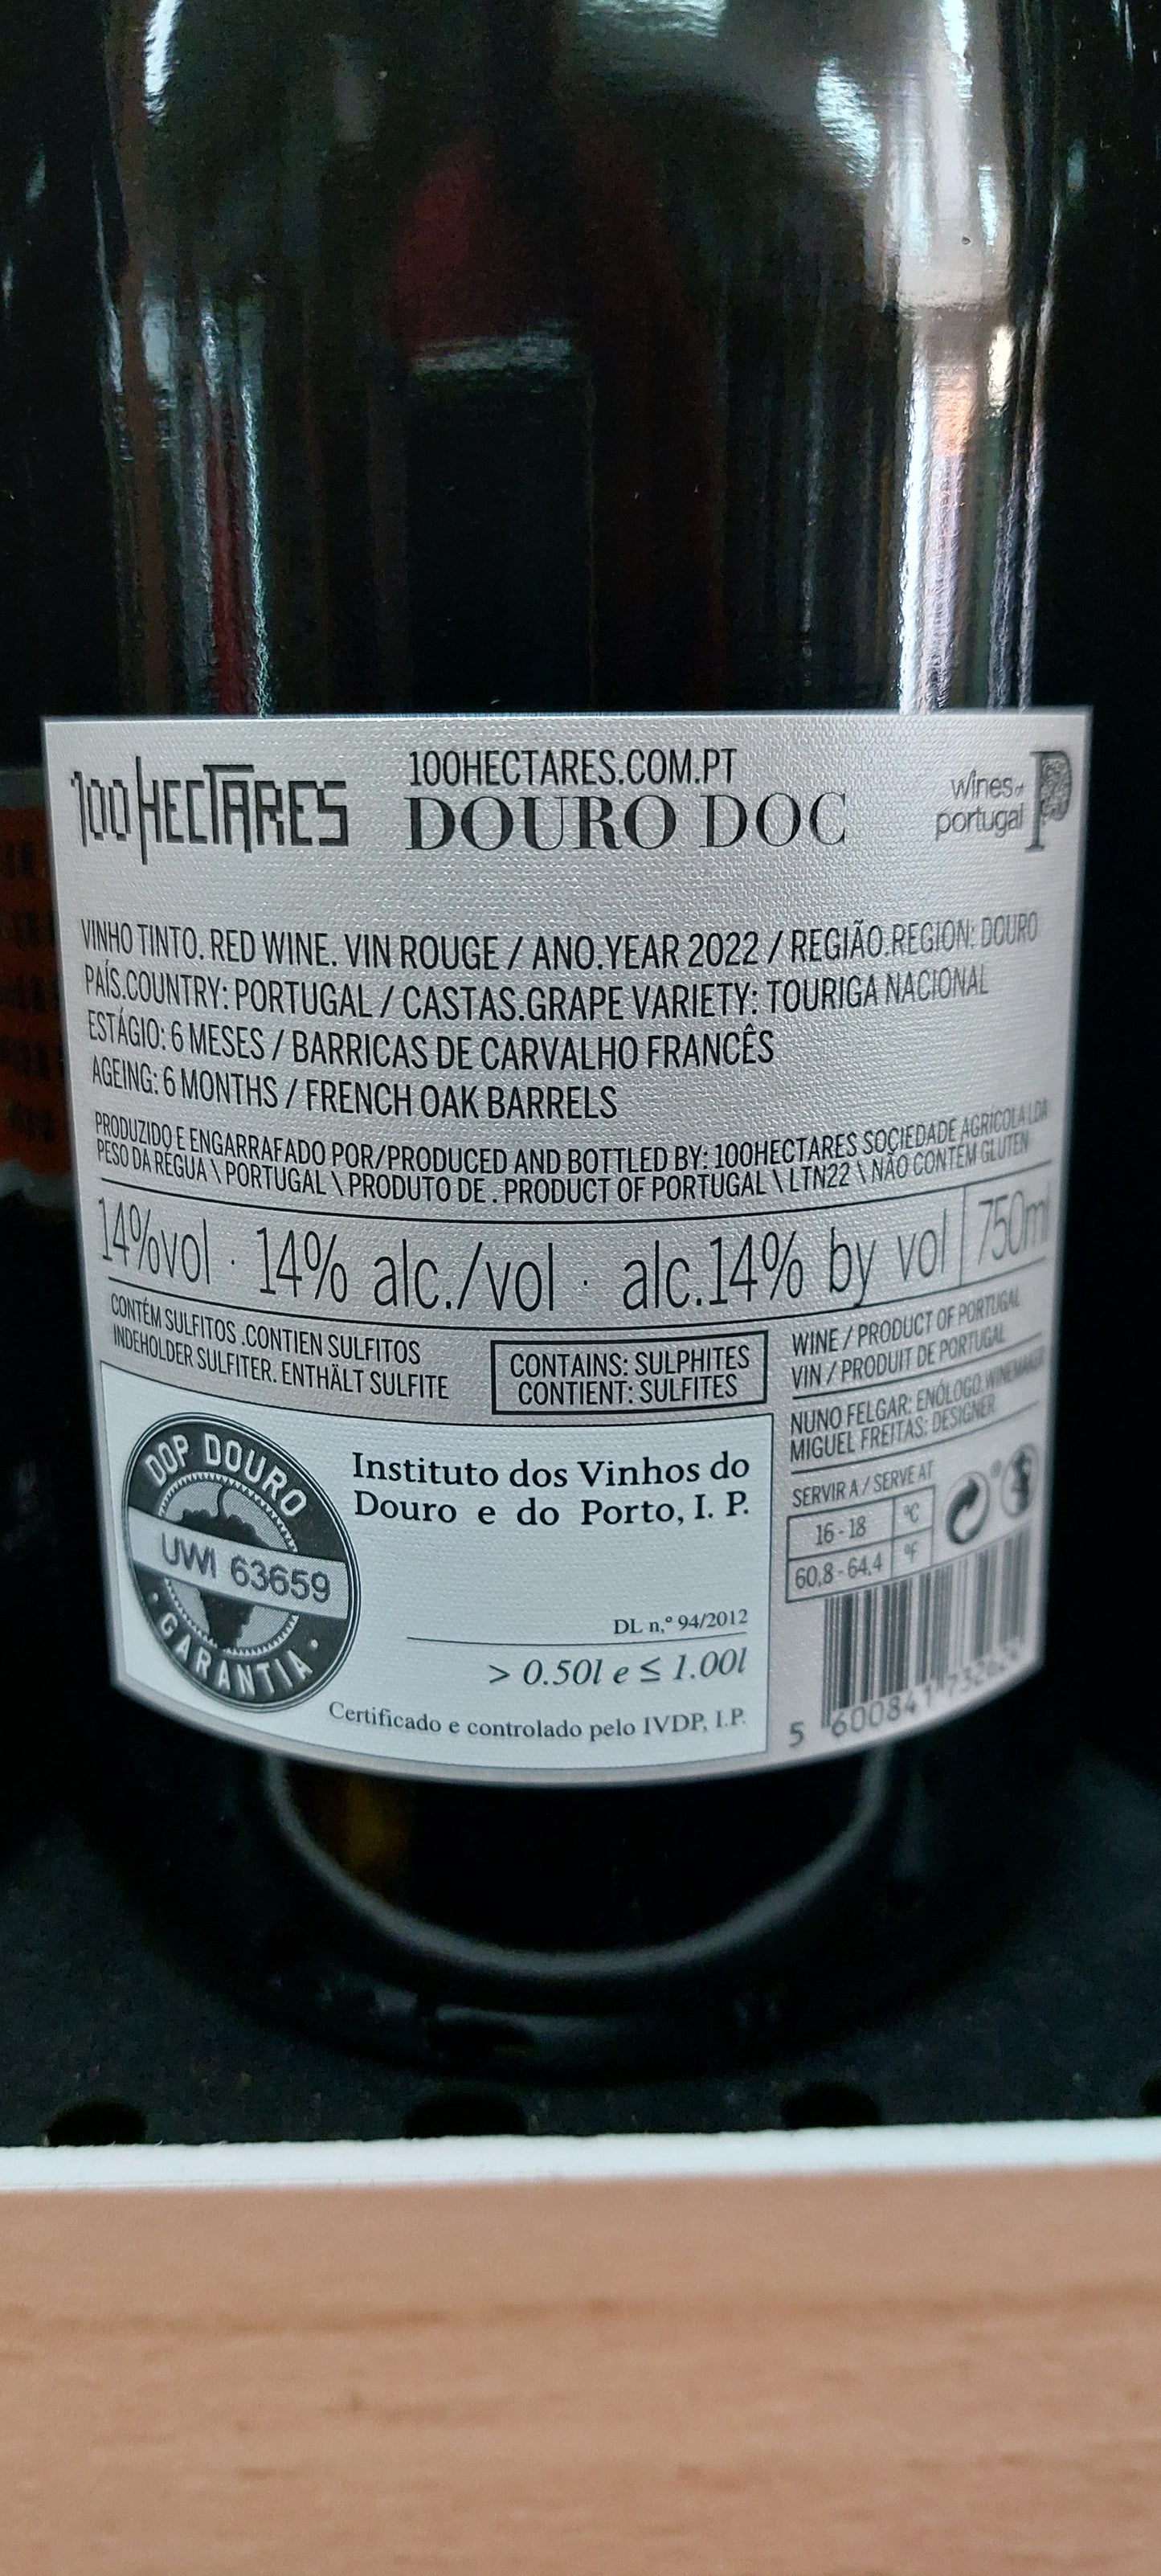 100HECTARES
100HECTARES.COM.PT
DOURO DOC
wines of
portugal
VINHO TINTO. RED WINE. VIN ROUGE / ANO.YEAR 2022 / REGIÃO.REGION: DOURO
PAÍS.COUNTRY: PORTUGAL / CASTAS.GRAPE VARIETY: TOURIGA NACIONAL
ESTÁGIO: 6 MESES / BARRICAS DE CARVALHO FRANCÊS
AGEING: 6 MONTHS / FRENCH OAK BARRELS
PRODUZIDO E ENGARRAFADO POR/PRODUCED AND BOTTLED BY: 100HECTARES SOCIEDADE AGRICOLA LDA
PESO DA RÉGUA \ PORTUGAL \ PRODUTO DE . PRODUCT OF PORTUGAL \ LTN22 \ NÃO CONTÉM GLUTEN
14%vol · 14% alc./vol · alc.14% by vol 750ml
CONTÉM SULFITOS .CONTIEN SULFITOS
INDEHOLDER SULFITER. ENTHÄLT SULFITE
CONTAINS: SULPHITES
CONTIENT: SULFITES
WINE / PRODUCT OF PORTUGAL
VIN / PRODUIT DE PORTUGAL
NUNO FELGAR: ENÓLOGO.WINEMAKER
MIGUEL FREITAS: DESIGNER
SERVIR A / SERVE AT
16 - 18 °C
60,8 - 64,4 °F
DOP DOURO
UWI 63659
· GARANTIA ·
Instituto dos Vinhos do
Douro e do Porto, I. P.
DL n,º 94/2012
> 0.50l e ≤ 1.00l
Certificado e controlado pelo IVDP, I.P.